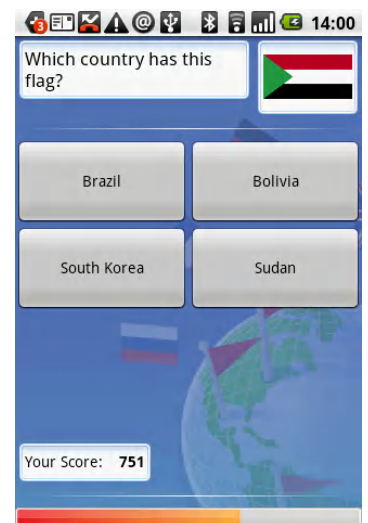 14:00
Which country has this
flag?
Brazil
Bolivia
South Korea
Sudan
Your Score: 751